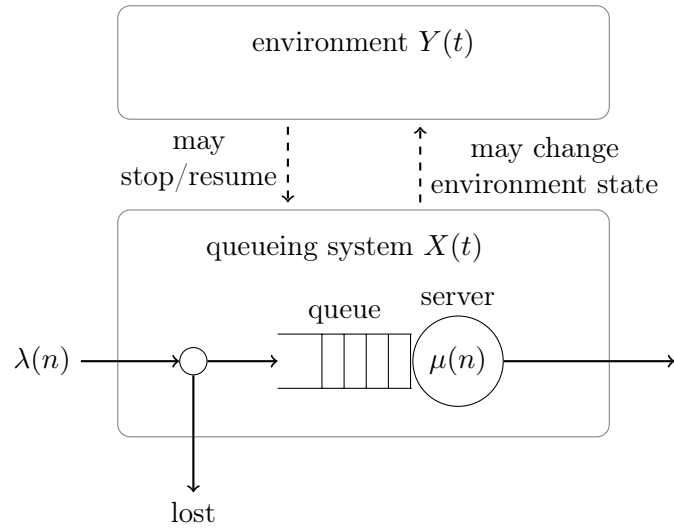 environment Y(t)
may
stop/resume
may change
environment state
queueing system X(t)
queue
server
λ(n)
μ(n)
lost